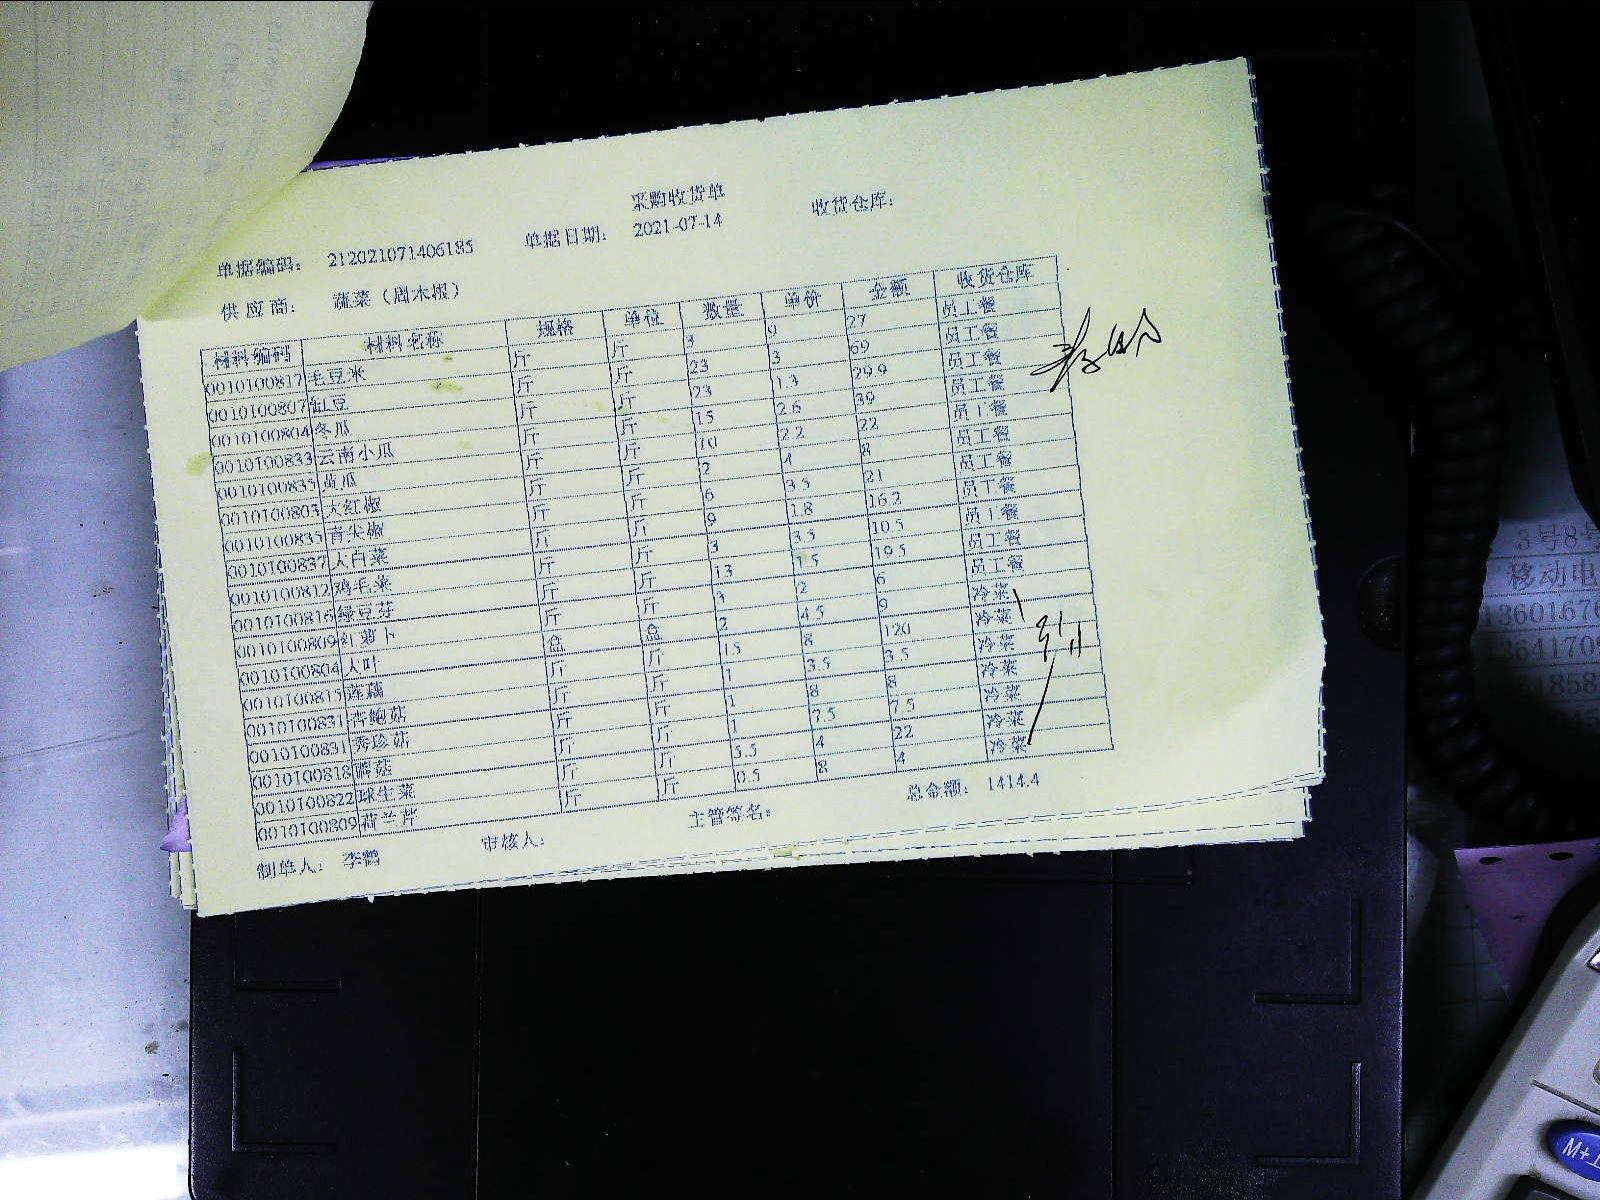 采购收货单
单据编码: 212021071406185 单据日期: 2021-07-14 收货仓库:
供应商: 蔬菜（周木根）
材料编码 材料名称 规格 单位 数量 单价 金额 收货仓库
0010100817 毛豆米 斤 斤 3 9 27 员工餐
0010100807 缸豆 斤 斤 23 3 69 员工餐
0010100804 冬瓜 斤 斤 23 1.3 29.9 员工餐
0010100833 云南小瓜 斤 斤 15 2.6 39 员工餐
0010100835 黄瓜 斤 斤 10 2.2 22 员工餐
0010100803 大红椒 斤 斤 2 4 8 员工餐
0010100835 青尖椒 斤 斤 6 3.5 21 员工餐
0010100837 大白菜 斤 斤 9 1.8 16.2 员工餐
0010100812 鸡毛菜 斤 斤 3 3.5 10.5 员工餐
0010100816 绿豆芽 斤 斤 13 1.5 19.5 员工餐
0010100809 红萝卜 斤 斤 3 2 6 员工餐
0010100804 大叶 盒 盒 2 4.5 9 冷菜
0010100815 莲藕 斤 斤 15 8 120 冷菜
0010100831 杏鲍菇 斤 斤 1 3.5 3.5 冷菜
0010100831 秀珍菇 斤 斤 1 8 8 冷菜
0010100818 菇 斤 斤 1 7.5 7.5 冷菜
0010100822 球生菜 斤 斤 5.5 4 22 冷菜
0010100809 荷兰芹 斤 斤 0.5 8 4 冷菜
制单人: 李鹤 审核人: 主管签名: 总金额: 1414.4
3号8号
移动电
M+